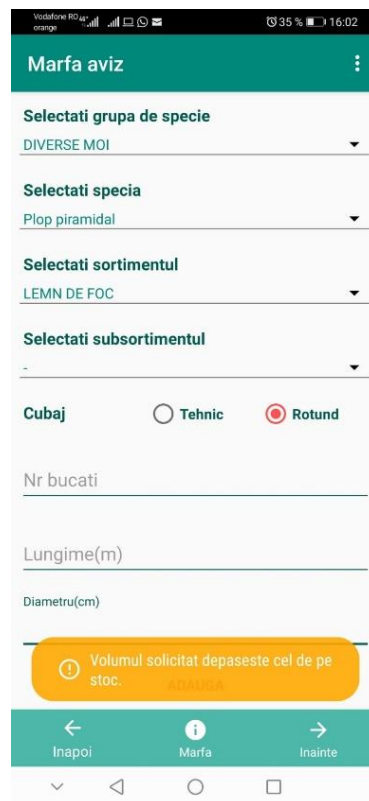 Vodafone RO 4G+ 35 % 16:02
orange
Marfa aviz
Selectati grupa de specie
DIVERSE MOI
Selectati specia
Plop piramidal
Selectati sortimentul
LEMN DE FOC
Selectati subsortimentul
-
Cubaj Tehnic Rotund
Nr bucati
Lungime(m)
Diametru(cm)
Volumul solicitat depaseste cel de pe
stoc.
ADAUGA
Inapoi Marfa Inainte